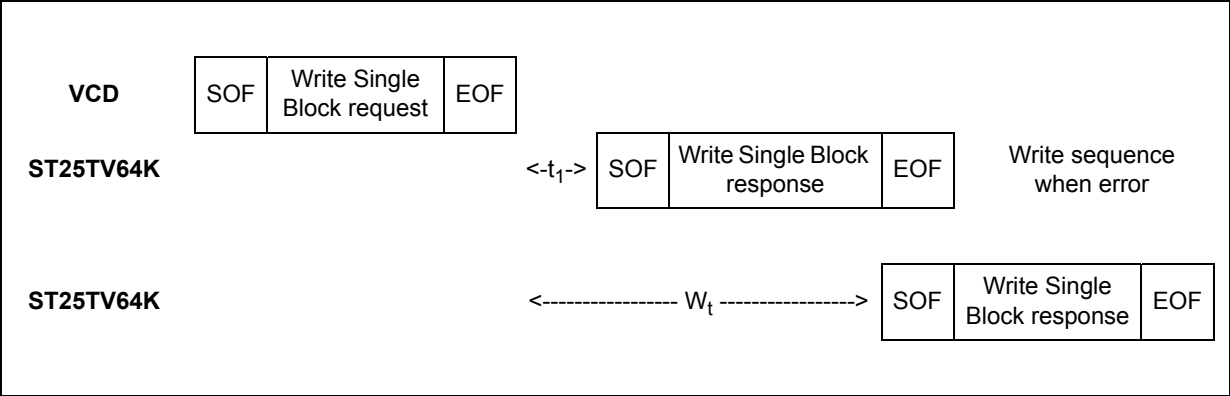 VCD SOF Write Single Block request EOF
ST25TV64K <-t1-> SOF Write Single Block response EOF Write sequence when error
ST25TV64K <----------------- Wt -----------------> SOF Write Single Block response EOF